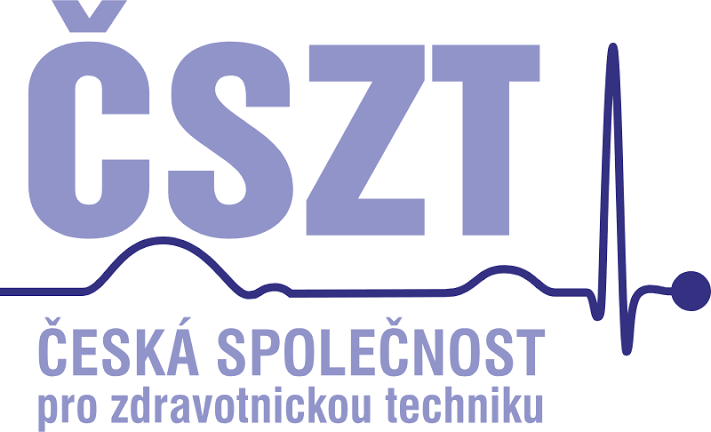 ČSZT
ČESKÁ SPOLEČNOST
pro zdravotnickou techniku